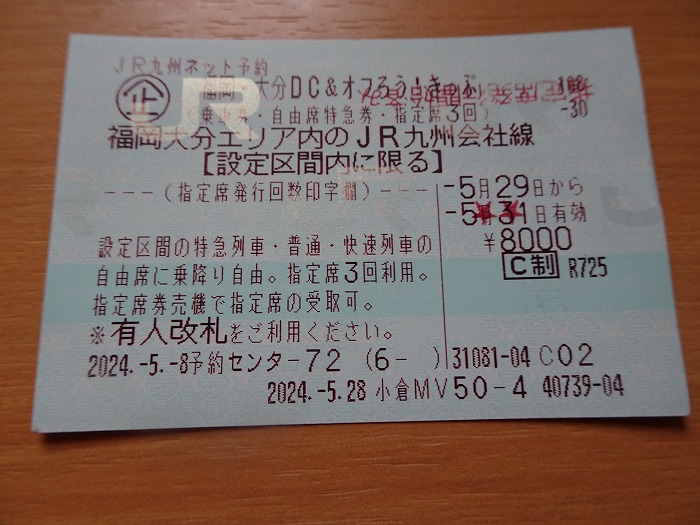 JR九州ネット予約
企 福岡・大分DC&オフろう!きっぷ
JR
(乗車票・自由席特急券・指定席3回) -30
福岡大分エリア内のJR九州会社線
【設定区間内に限る】
---(指定席発行回数印字欄)---
-5月29日から
-5月31日有効
¥8000
C制 R725
設定区間の特急列車・普通・快速列車の
自由席に乗降り自由。指定席3回利用。
指定席券売機で指定席の受取可。
※有人改札をご利用ください。
2024.-5.-8予約センター72 (6- ) 31081-04 C02
2024.-5.28 小倉MV50-4 40739-04